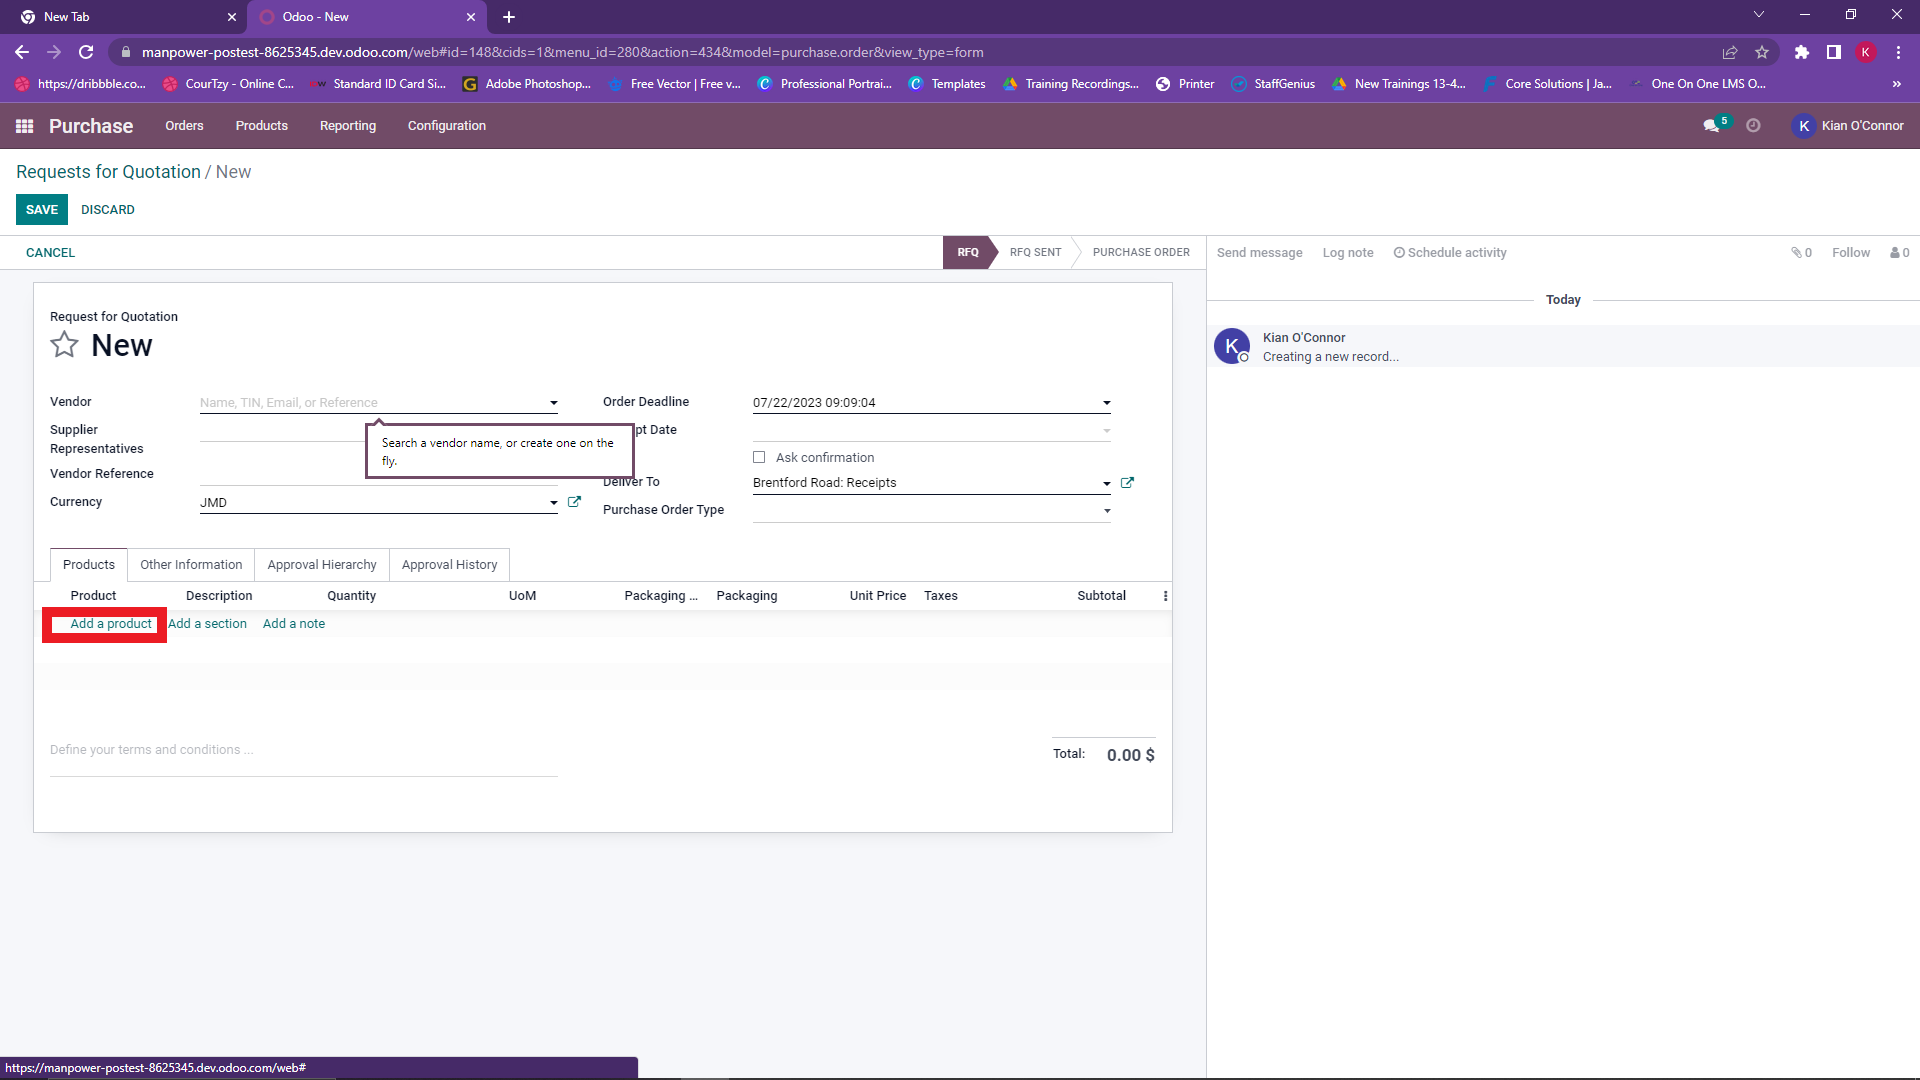 New Tab
Odoo - New
manpower-postest-8625345.dev.odoo.com/web#id=148&cids=1&menu_id=280&action=434&model=purchase.order&view_type=form
K
https://dribbble.co...
CourTzy - Online C...
Standard ID Card Si...
Adobe Photoshop...
Free Vector | Free v...
Professional Portrai...
Templates
Training Recordings...
Printer
StaffGenius
New Trainings 13-4...
Core Solutions | Ja...
One On One LMS O...
»
Purchase
Orders
Products
Reporting
Configuration
5
K
Kian O'Connor
Requests for Quotation / New
SAVE
DISCARD
CANCEL
RFQ
RFQ SENT
PURCHASE ORDER
Send message
Log note
Schedule activity
0
Follow
0
Today
K
Kian O'Connor
Creating a new record...
Request for Quotation
New
Vendor
Name, TIN, Email, or Reference
Order Deadline
07/22/2023 09:09:04
Supplier
Representatives
pt Date
Search a vendor name, or create one on the
fly.
Ask confirmation
Vendor Reference
Deliver To
Brentford Road: Receipts
Currency
JMD
Purchase Order Type
Products
Other Information
Approval Hierarchy
Approval History
Product
Description
Quantity
UoM
Packaging ...
Packaging
Unit Price
Taxes
Subtotal
Add a product
Add a section
Add a note
Define your terms and conditions ...
Total:
0.00 $
https://manpower-postest-8625345.dev.odoo.com/web#